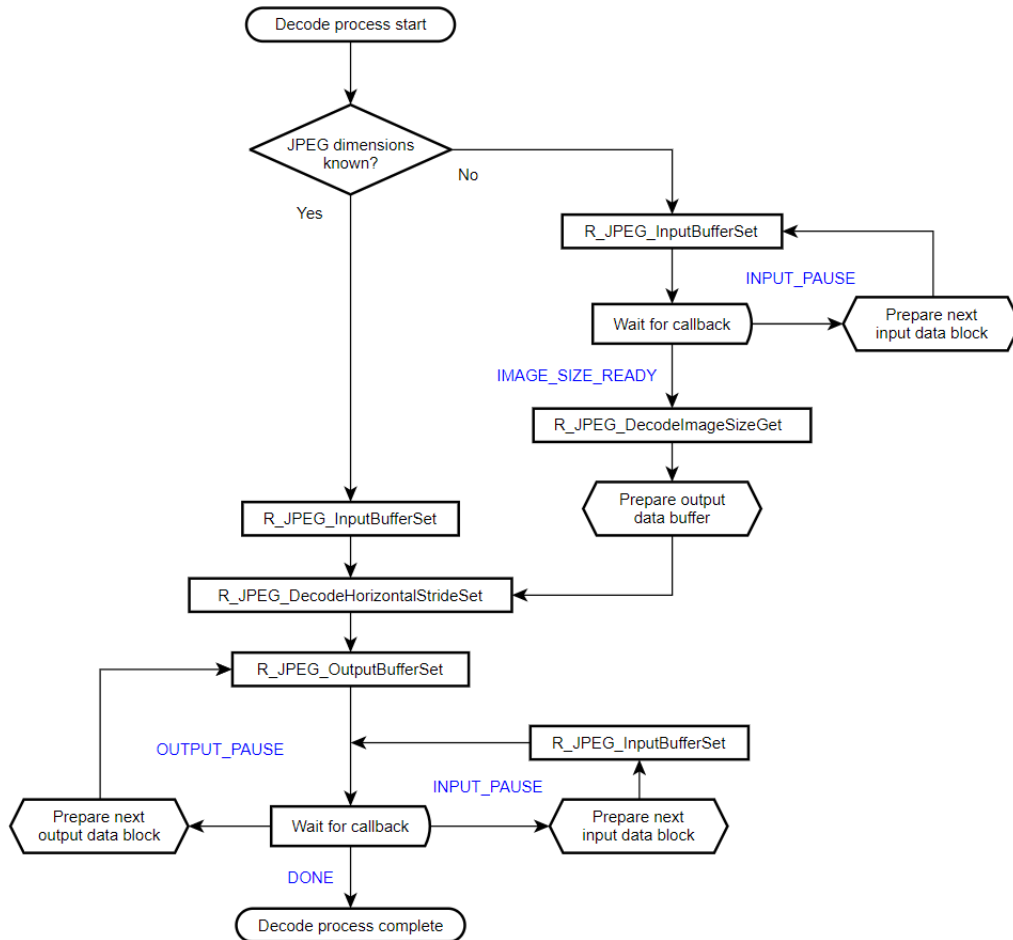 Decode process start
JPEG dimensions
known?
No
Yes
R_JPEG_InputBufferSet
INPUT_PAUSE
Wait for callback
Prepare next
input data block
IMAGE_SIZE_READY
R_JPEG_DecodeImageSizeGet
Prepare output
data buffer
R_JPEG_InputBufferSet
R_JPEG_DecodeHorizontalStrideSet
R_JPEG_OutputBufferSet
OUTPUT_PAUSE
R_JPEG_InputBufferSet
INPUT_PAUSE
Prepare next
output data block
Wait for callback
Prepare next
input data block
DONE
Decode process complete